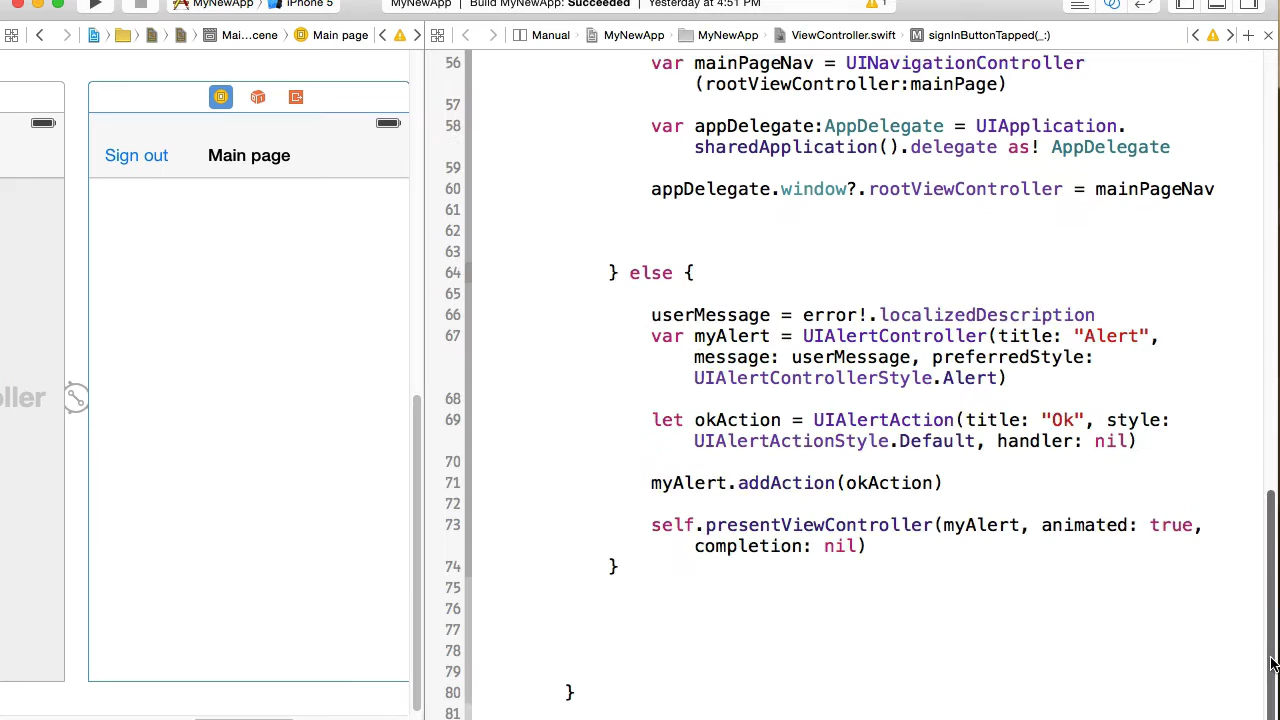 MyNewApp iPhone 5 MyNewApp Build MyNewApp: Succeeded Yesterday at 4:51 PM 1
Mai...cene Main page Manual MyNewApp MyNewApp ViewController.swift signInButtonTapped(_:)
Sign out Main page
ller
56 var mainPageNav = UINavigationController
(rootViewController:mainPage)
57
58 var appDelegate:AppDelegate = UIApplication.
sharedApplication().delegate as! AppDelegate
59
60 appDelegate.window?.rootViewController = mainPageNav
61
62
63
64 } else {
65
66 userMessage = error!.localizedDescription
67 var myAlert = UIAlertController(title: "Alert",
message: userMessage, preferredStyle:
UIAlertControllerStyle.Alert)
68
69 let okAction = UIAlertAction(title: "Ok", style:
UIAlertActionStyle.Default, handler: nil)
70
71 myAlert.addAction(okAction)
72
73 self.presentViewController(myAlert, animated: true,
completion: nil)
74 }
75
76
77
78
79
80 }
81